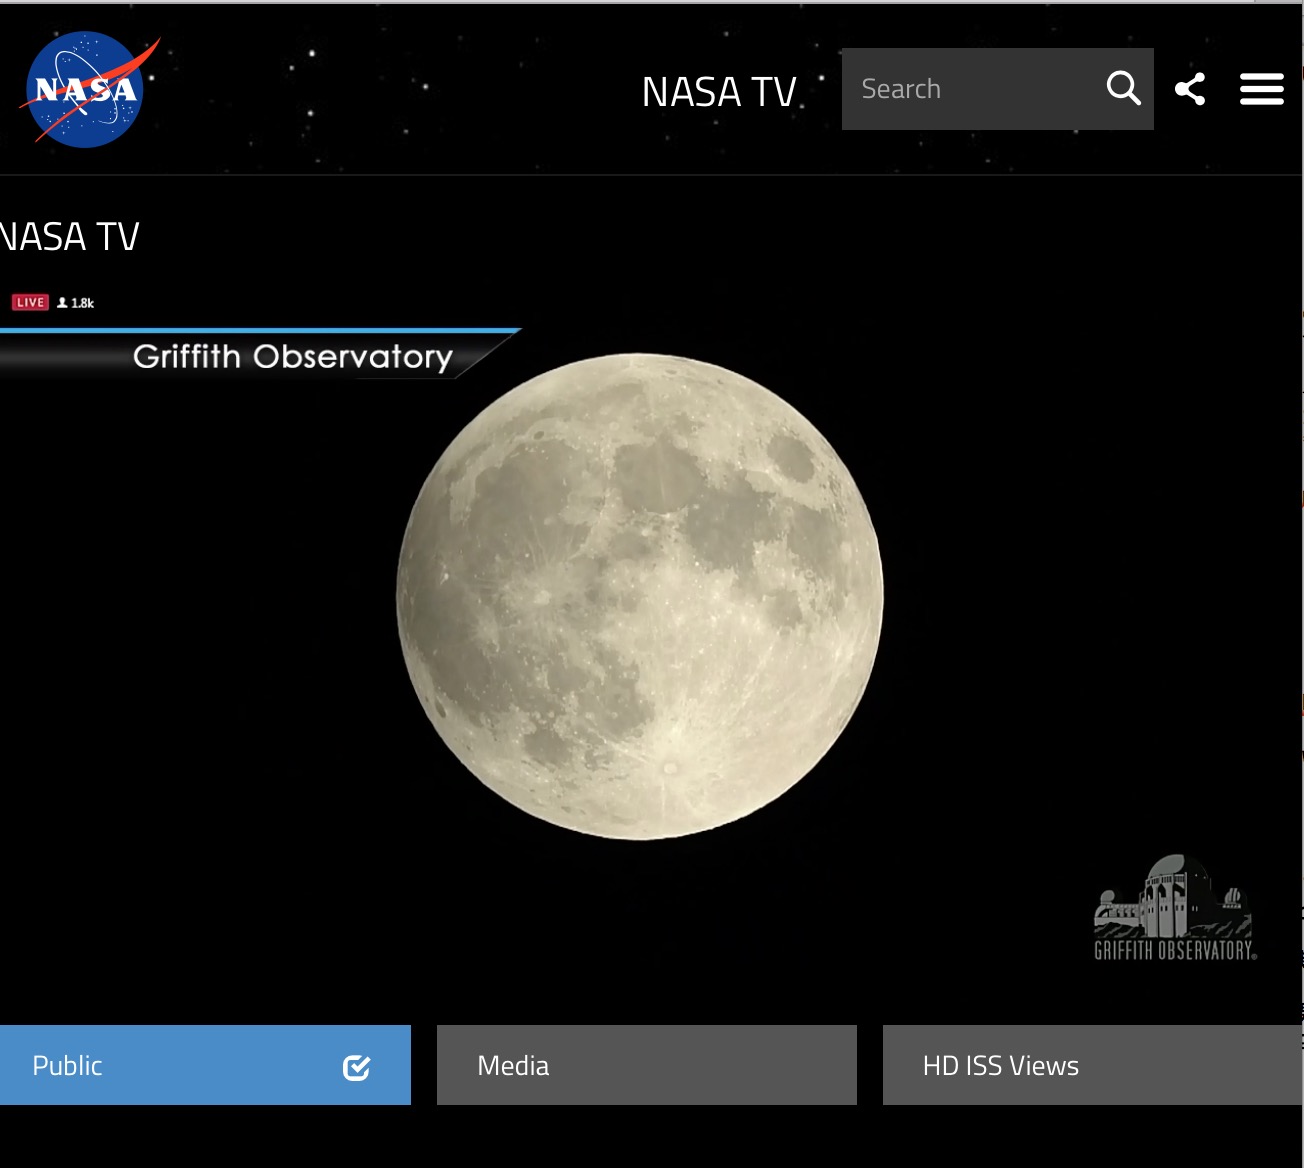 NASA
NASA TV
Search
NASA TV
LIVE 1.8k
Griffith Observatory
GRIFFITH OBSERVATORY®
Public
Media
HD ISS Views